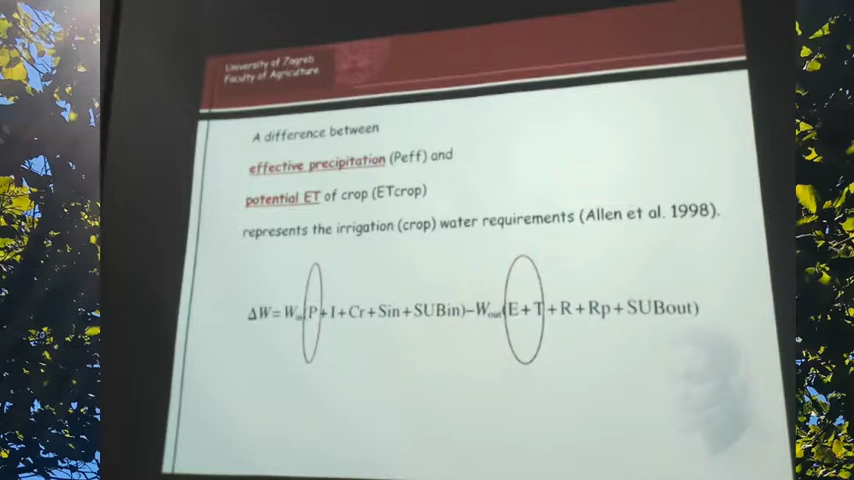 University of Zagreb
Faculty of Agriculture
A difference between
effective precipitation (Peff) and
potential ET of crop (ETcrop)
represents the irrigation (crop) water requirements (Allen et al. 1998).
ΔW = Win(P+I+Cr+Sin+SUBin)–Wout(E+T+R+Rp+SUBout)